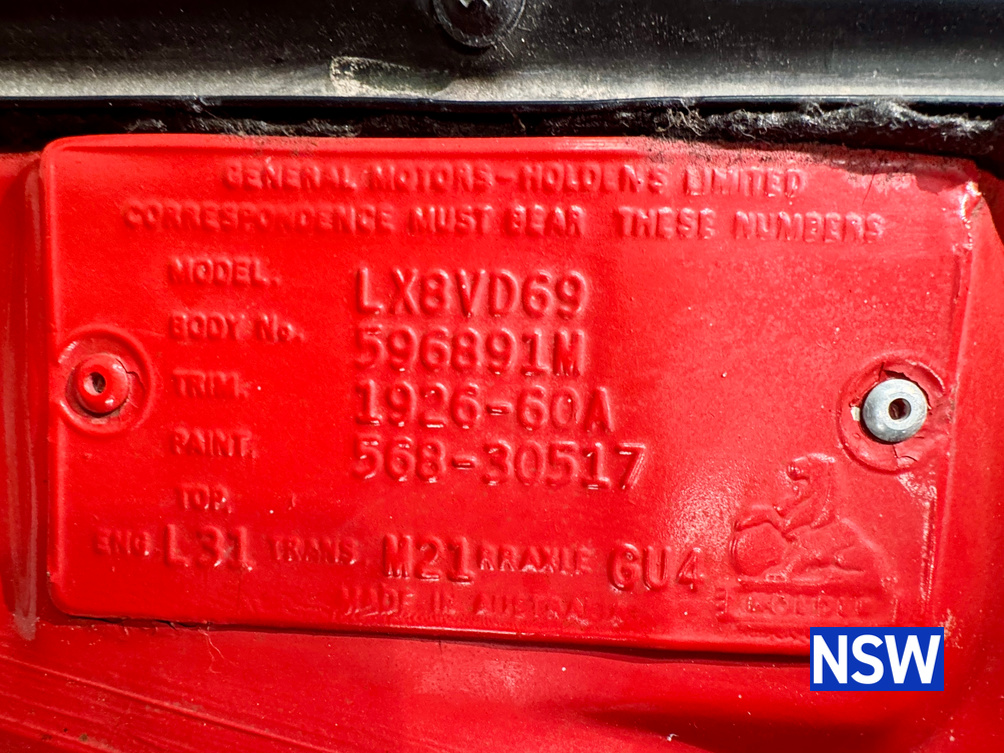 GENERAL MOTORS-HOLDEN'S LIMITED
CORRESPONDENCE MUST BEAR THESE NUMBERS
MODEL. LX8VD69
BODY No. 596891M
TRIM. 1926-60A
PAINT. 568-30517
TOP.
ENG. L31 TRANS. M21 RRAXLE GU4
MADE IN AUSTRALIA
HOLDEN
NSW